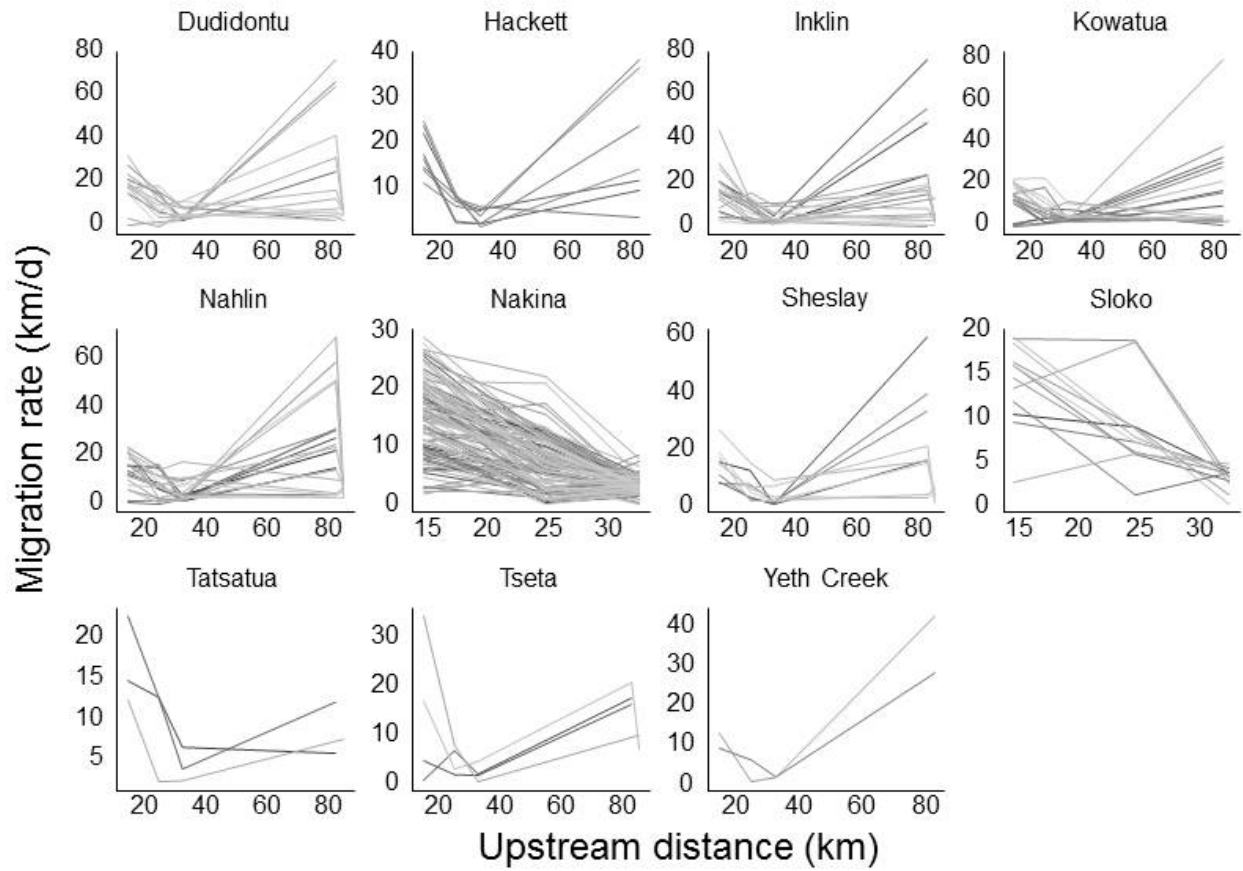 Dudidontu Hackett Inklin Kowatua
80 40 80 80
60 30 60 60
40 20 40 40
20 10 20 20
0 0 0
20 40 60 80 20 40 60 80 20 40 60 80 20 40 60 80
Migration rate (km/d)
Nahlin Nakina Sheslay Sloko
60 30 60 20
40 20 40 15
20 10 20 10
0 0 0 5
0
20 40 60 80 15 20 25 30 20 40 60 80 15 20 25 30
Tatsatua Tseta Yeth Creek
20 30 40
15 20 30
10 10 20
5 0 10
0
20 40 60 80 20 40 60 80 20 40 60 80
Upstream distance (km)